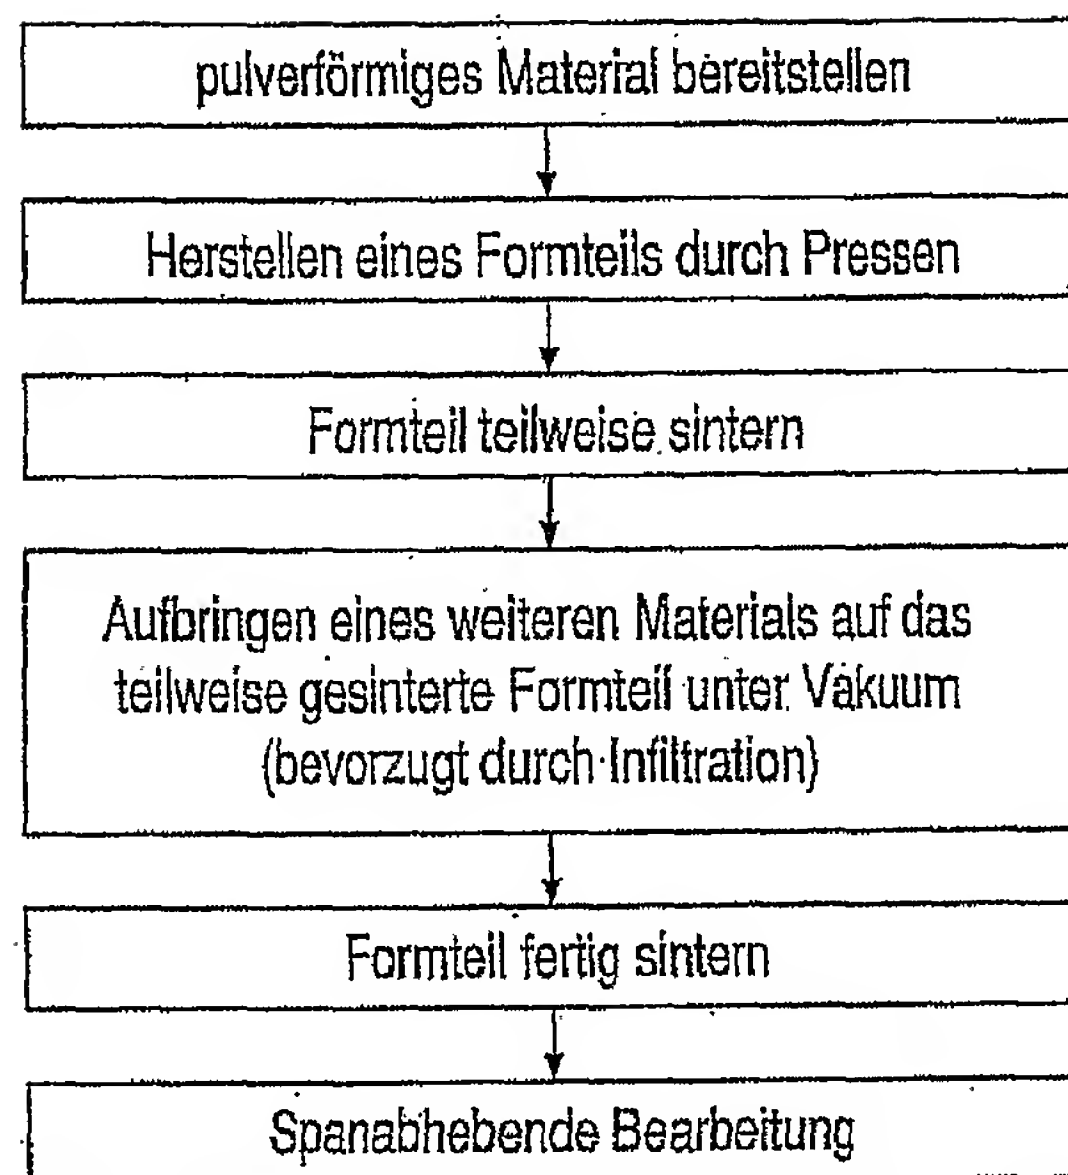 pulverförmiges Material bereitstellen
Herstellen eines Formteils durch Pressen
Formteil teilweise sintern
Aufbringen eines weiteren Materials auf das
teilweise gesinterte Formteil unter Vakuum
(bevorzugt durch Infiltration)
Formteil fertig sintern
Spanabhebende Bearbeitung